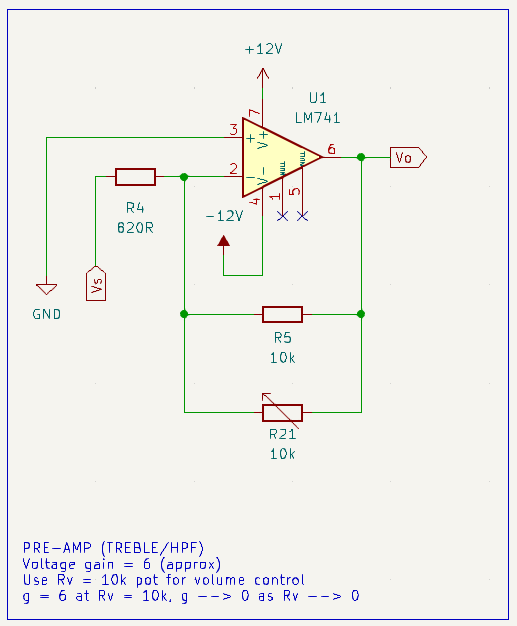 +12V
U1
LM741
7
3
+
V+
6
Vo
2
-
V-
4
1
5
R4
820R
-12V
Vs
GND
R5
10k
R21
10k
PRE-AMP (TREBLE/HPF)
Voltage gain = 6 (approx)
Use Rv = 10k pot for volume control
g = 6 at Rv = 10k, g --> 0 as Rv --> 0